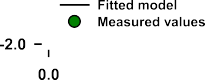 Fitted model
Measured values
-2.0
0.0